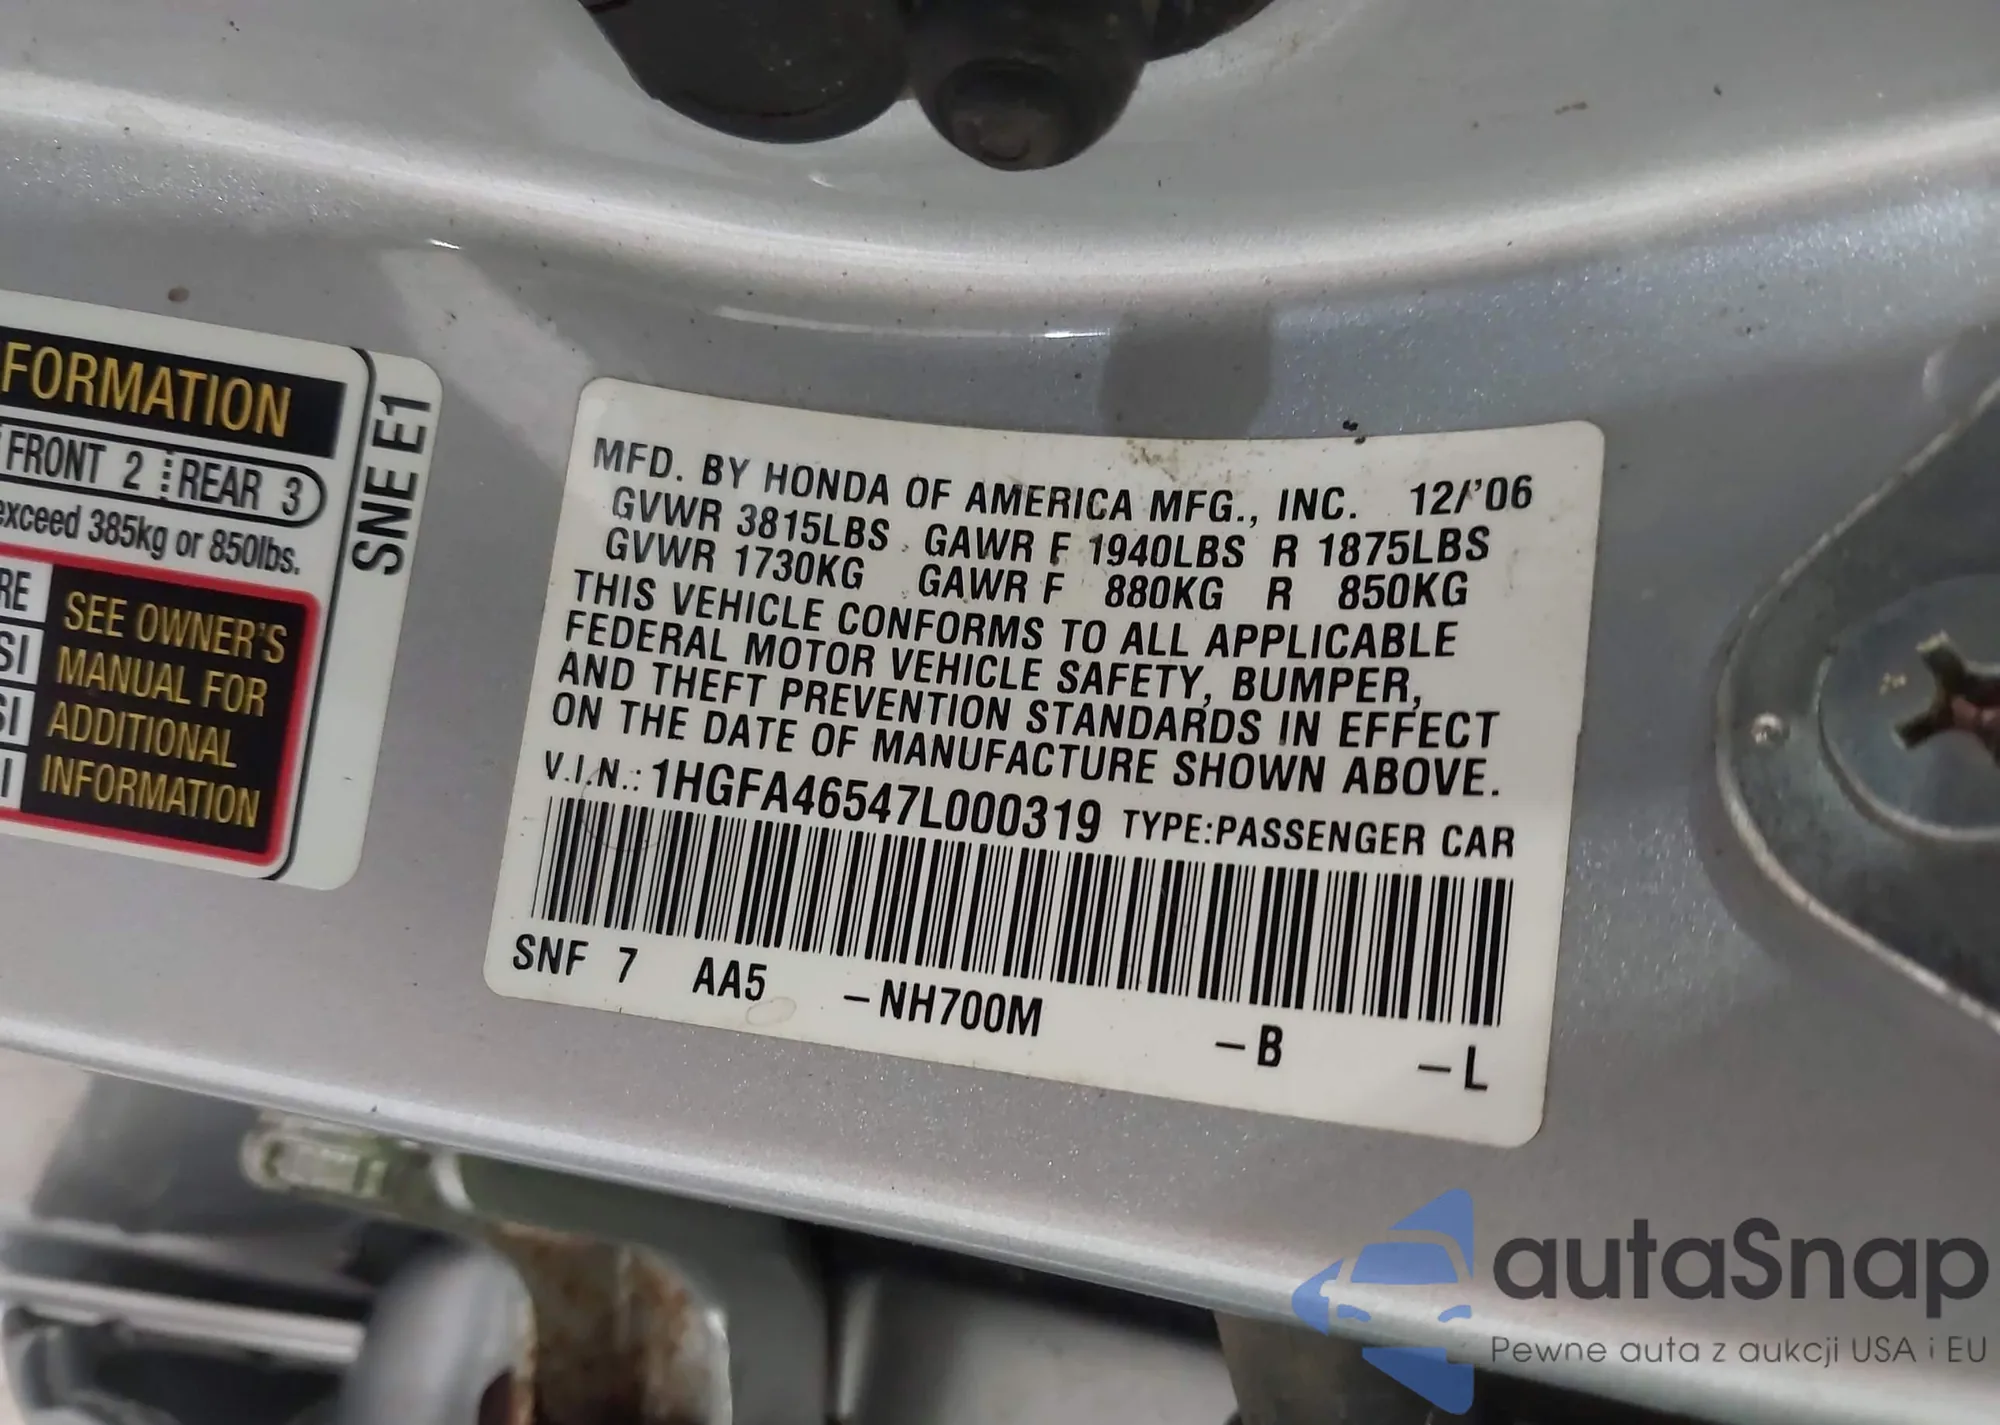 FORMATION
FRONT 2 REAR 3
exceed 385kg or 850lbs.
RE
SI
SI
I
SEE OWNER'S
MANUAL FOR
ADDITIONAL
INFORMATION
SNE E1
MFD. BY HONDA OF AMERICA MFG., INC. 12/'06
GVWR 3815LBS GAWR F 1940LBS R 1875LBS
GVWR 1730KG GAWR F 880KG R 850KG
THIS VEHICLE CONFORMS TO ALL APPLICABLE
FEDERAL MOTOR VEHICLE SAFETY, BUMPER,
AND THEFT PREVENTION STANDARDS IN EFFECT
ON THE DATE OF MANUFACTURE SHOWN ABOVE.
V.I.N.: 1HGFA46547L000319 TYPE:PASSENGER CAR
SNF 7 AA5 -NH700M -B -L
autaSnap
Pewne auta z aukcji USA i EU